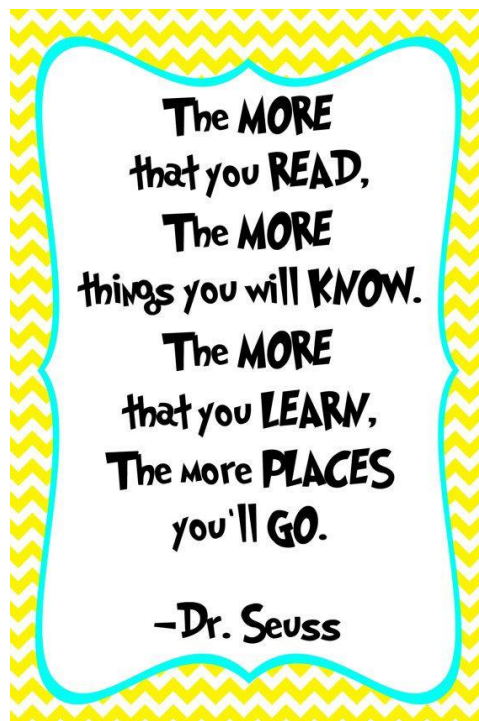 The MORE
that you READ,
The MORE
things you will KNOW.
The MORE
that you LEARN,
The more PLACES
you'll GO.
-Dr. Seuss